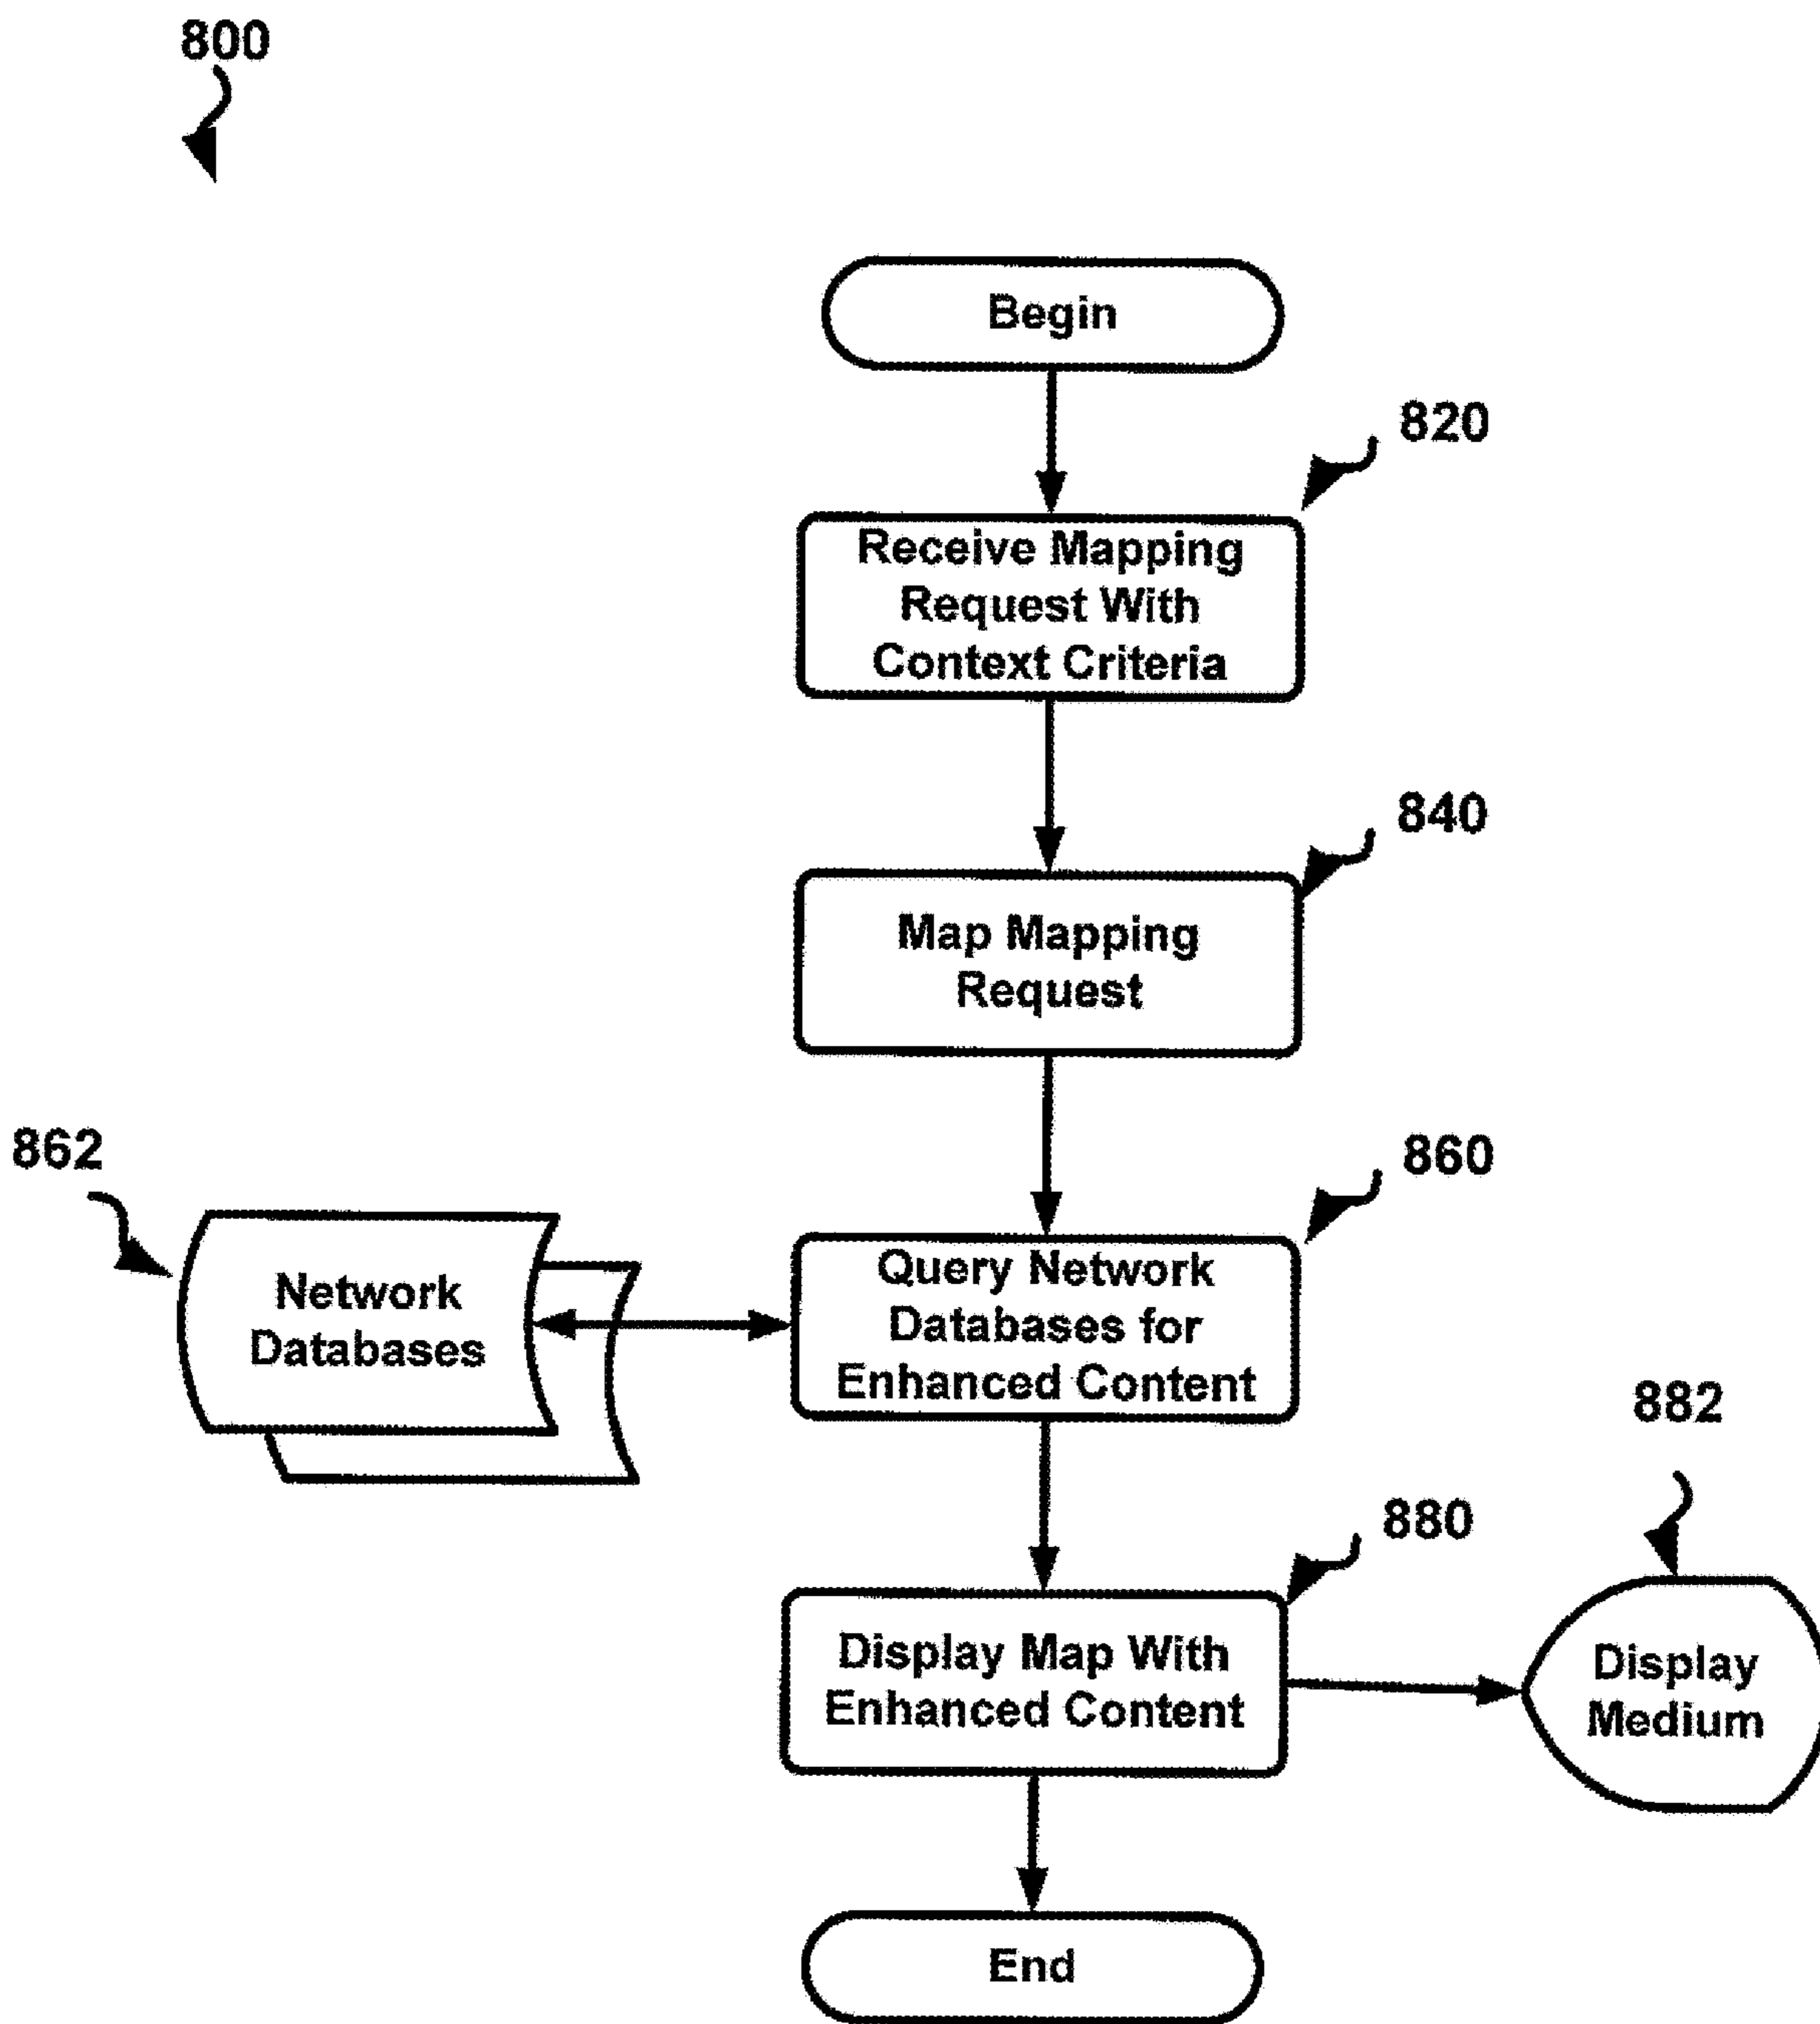 800
Begin
820
Receive Mapping
Request With
Context Criteria
840
Map Mapping
Request
862
860
Network
Databases
Query Network
Databases for
Enhanced Content
882
880
Display Map With
Enhanced Content
Display
Medium
End